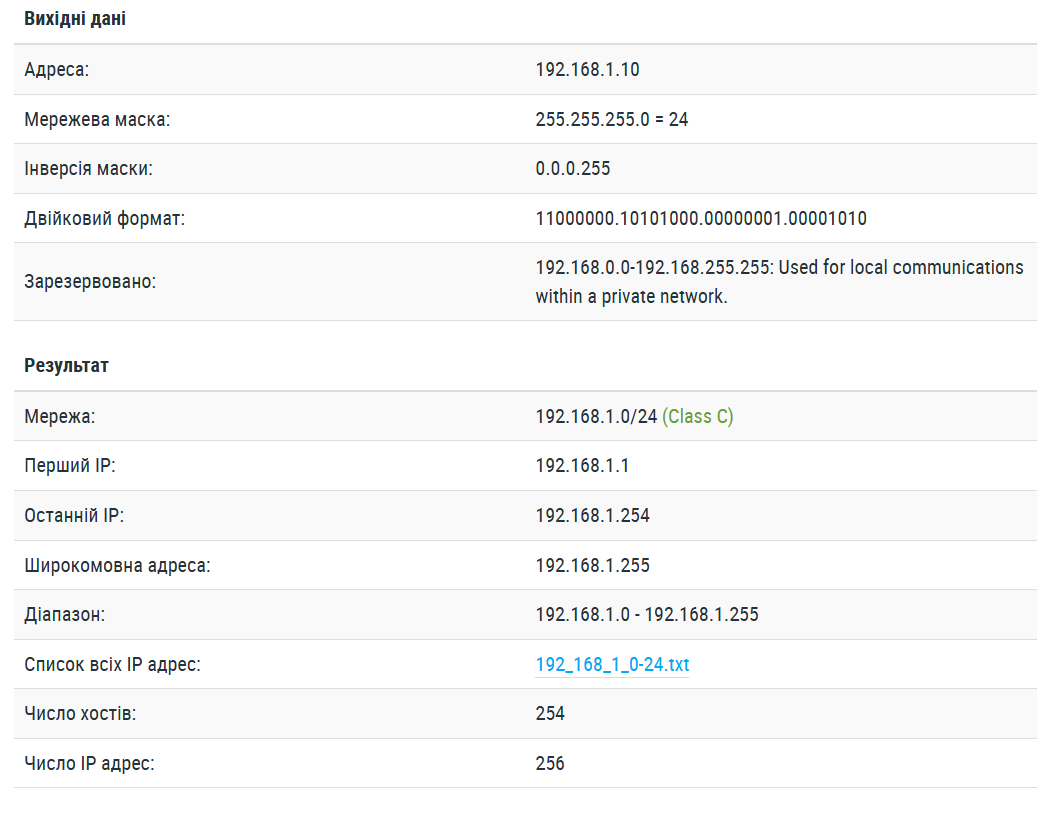 Вихідні дані
Адреса: 192.168.1.10
Мережева маска: 255.255.255.0 = 24
Інверсія маски: 0.0.0.255
Двійковий формат: 11000000.10101000.00000001.00001010
Зарезервовано: 192.168.0.0-192.168.255.255: Used for local communications
within a private network.
Результат
Мережа: 192.168.1.0/24 (Class C)
Перший IP: 192.168.1.1
Останній IP: 192.168.1.254
Широкомовна адреса: 192.168.1.255
Діапазон: 192.168.1.0 - 192.168.1.255
Список всіх IP адрес: 192_168_1_0-24.txt
Число хостів: 254
Число IP адрес: 256